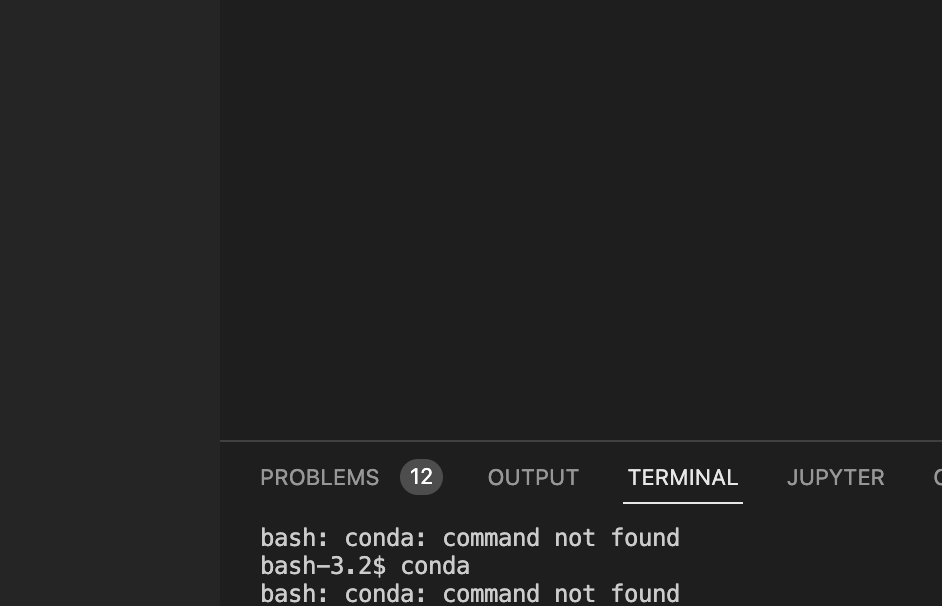 PROBLEMS 12 OUTPUT TERMINAL JUPYTER
bash: conda: command not found
bash-3.2$ conda
bash: conda: command not found